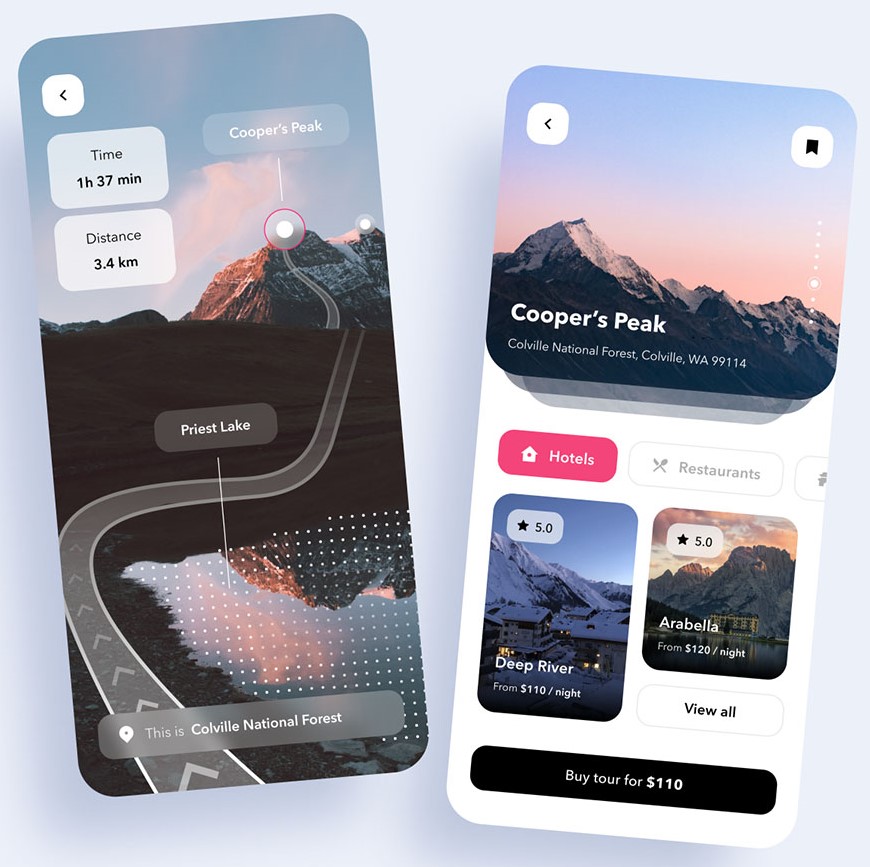 Cooper's Peak
Time
1h 37 min
Distance
3.4 km
Priest Lake
This is Colville National Forest
Cooper's Peak
Colville National Forest, Colville, WA 99114
Hotels
Restaurants
5.0
Deep River
From $110 / night
5.0
Arabella
From $120 / night
View all
Buy tour for $110